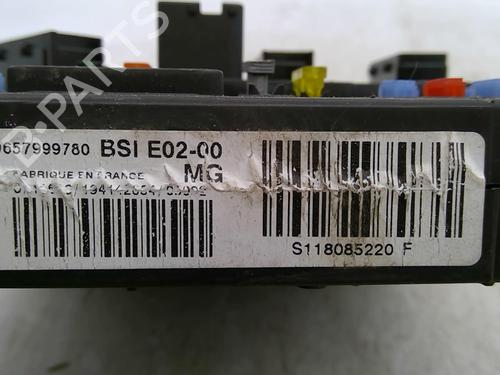 B-PARTS
9657999780 BSI E02-00
FABRIQUE EN FRANCE MG
S118085220 F